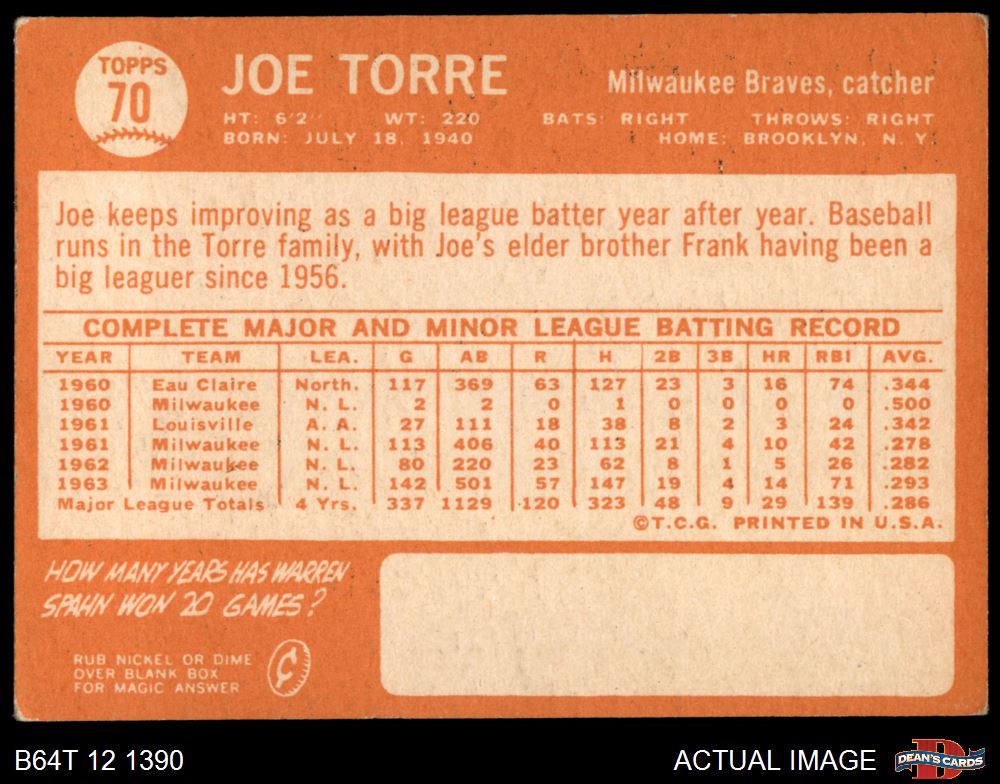 TOPPS
70
JOE TORRE
Milwaukee Braves, catcher
HT: 6'2" WT: 220 BATS: RIGHT THROWS: RIGHT
BORN: JULY 18, 1940 HOME: BROOKLYN, N. Y.
Joe keeps improving as a big league batter year after year. Baseball
runs in the Torre family, with Joe's elder brother Frank having been a
big leaguer since 1956.
COMPLETE MAJOR AND MINOR LEAGUE BATTING RECORD
YEAR TEAM LEA. G AB R H 2B 3B HR RBI AVG.
1960 Eau Claire North. 117 369 63 127 23 3 16 74 .344
1960 Milwaukee N. L. 2 2 0 1 0 0 0 0 .500
1961 Louisville A. A. 27 111 18 38 8 2 3 24 .342
1961 Milwaukee N. L. 113 406 40 113 21 4 10 42 .278
1962 Milwaukee N. L. 80 220 23 62 8 1 5 26 .282
1963 Milwaukee N. L. 142 501 57 147 19 4 14 71 .293
Major League Totals 4 Yrs. 337 1129 120 323 48 9 29 139 .286
©T.C.G. PRINTED IN U.S.A.
HOW MANY YEARS HAS WARREN
SPAHN WON 20 GAMES?
RUB NICKEL OR DIME
OVER BLANK BOX
FOR MAGIC ANSWER
¢
B64T 12 1390
ACTUAL IMAGE
D
DEAN'S CARDS